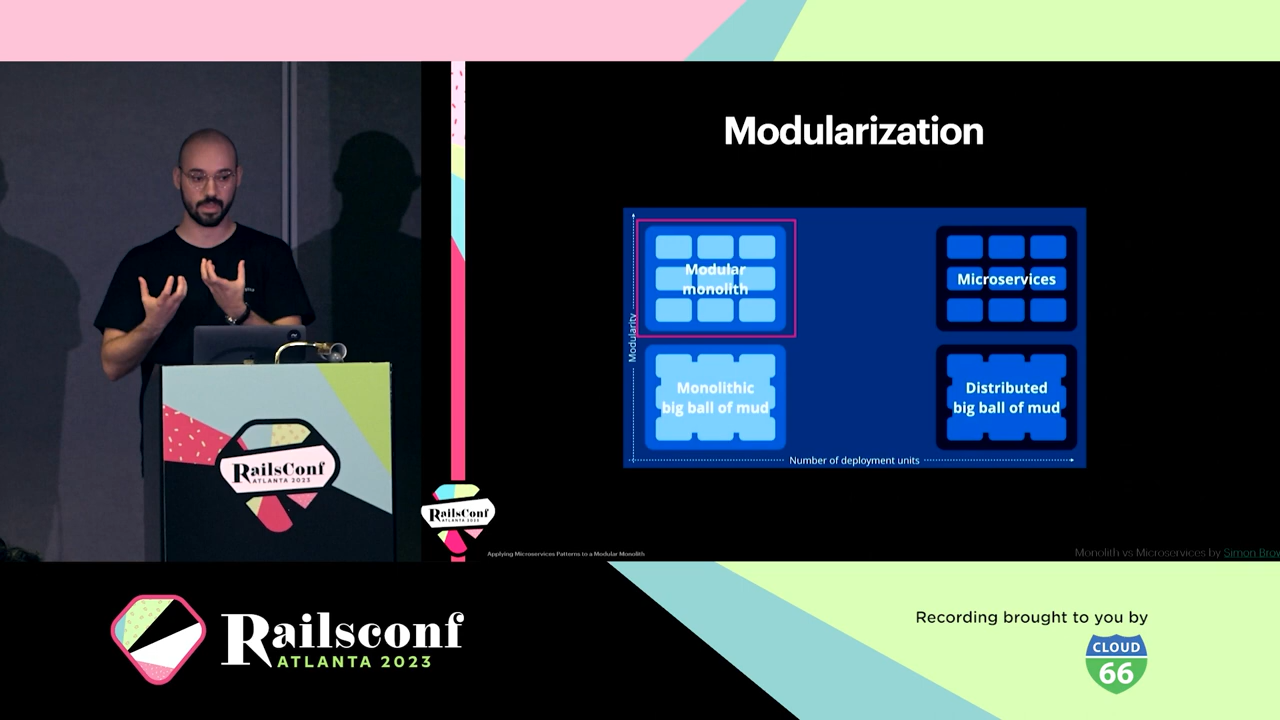 Modularization
Modular
monolith
Microservices
Modularity
Monolithic
big ball of mud
Distributed
big ball of mud
Number of deployment units
RailsConf
ATLANTA 2023
RailsConf
ATLANTA 2023
Applying Microservices Patterns to a Modular Monolith
Monolith vs Microservices by Simon Brow
Railsconf
ATLANTA 2023
Recording brought to you by
CLOUD
66